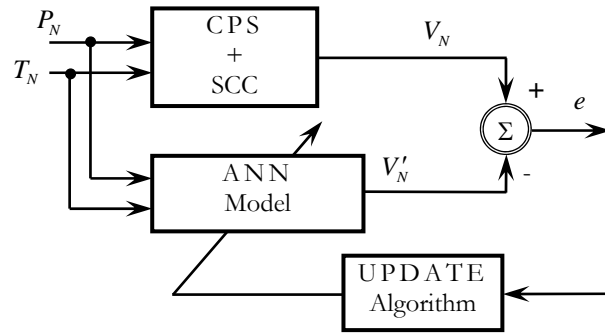 P_N
T_N
CPS
+
SCC
V_N
+
e
Σ
-
ANN
Model
V'_N
UPDATE
Algorithm